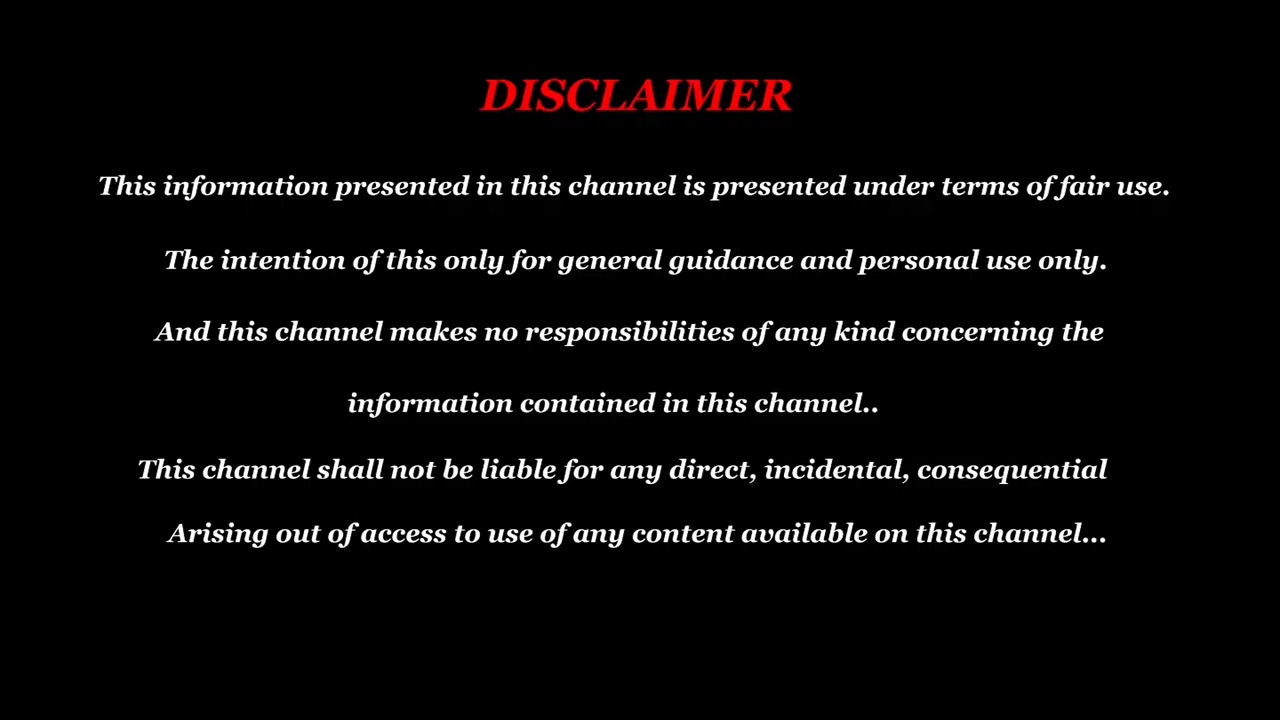 DISCLAIMER
This information presented in this channel is presented under terms of fair use.
The intention of this only for general guidance and personal use only.
And this channel makes no responsibilities of any kind concerning the
information contained in this channel..
This channel shall not be liable for any direct, incidental, consequential
Arising out of access to use of any content available on this channel...